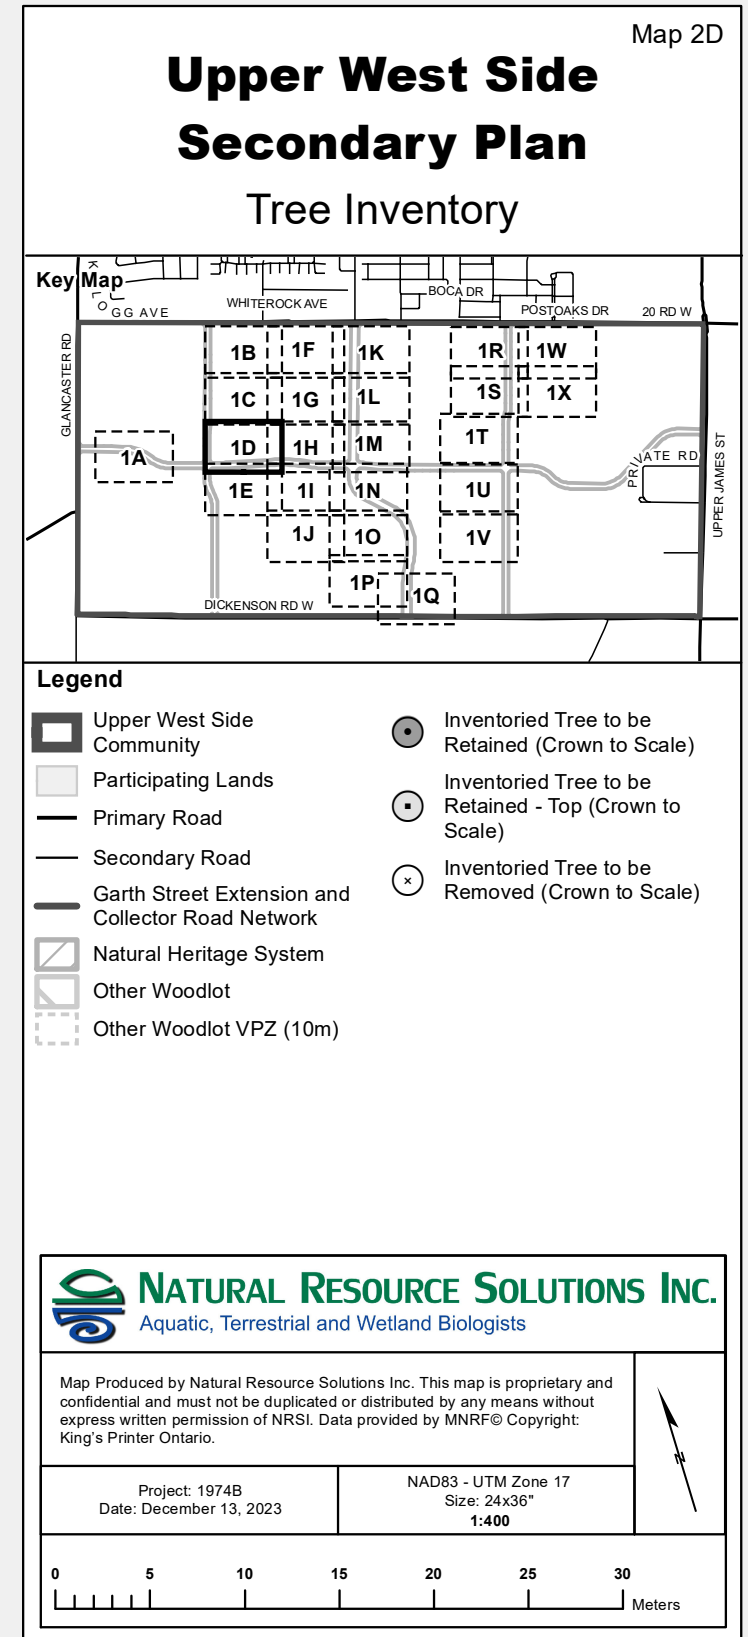 Map 2D
Upper West Side
Secondary Plan
Tree Inventory
Key Map
K
L
O
GG AVE
WHITEROCK AVE
BOCA DR
POSTOAKS DR
20 RD W
GLANCASTER RD
1B
1F
1K
1R
1W
1C
1G
1L
1S
1X
1A
1D
1H
1M
1T
PRIVATE RD
UPPER JAMES ST
1E
1I
1N
1U
1J
1O
1V
1P
1Q
DICKENSON RD W
Legend
Upper West Side
Community
Participating Lands
Primary Road
Secondary Road
Garth Street Extension and
Collector Road Network
Natural Heritage System
Other Woodlot
Other Woodlot VPZ (10m)
Inventoried Tree to be
Retained (Crown to Scale)
Inventoried Tree to be
Retained - Top (Crown to
Scale)
Inventoried Tree to be
Removed (Crown to Scale)
NATURAL RESOURCE SOLUTIONS INC.
Aquatic, Terrestrial and Wetland Biologists
Map Produced by Natural Resource Solutions Inc. This map is proprietary and
confidential and must not be duplicated or distributed by any means without
express written permission of NRSI. Data provided by MNRF© Copyright:
King's Printer Ontario.
N
Project: 1974B
Date: December 13, 2023
NAD83 - UTM Zone 17
Size: 24x36"
1:400
0 5 10 15 20 25 30
Meters